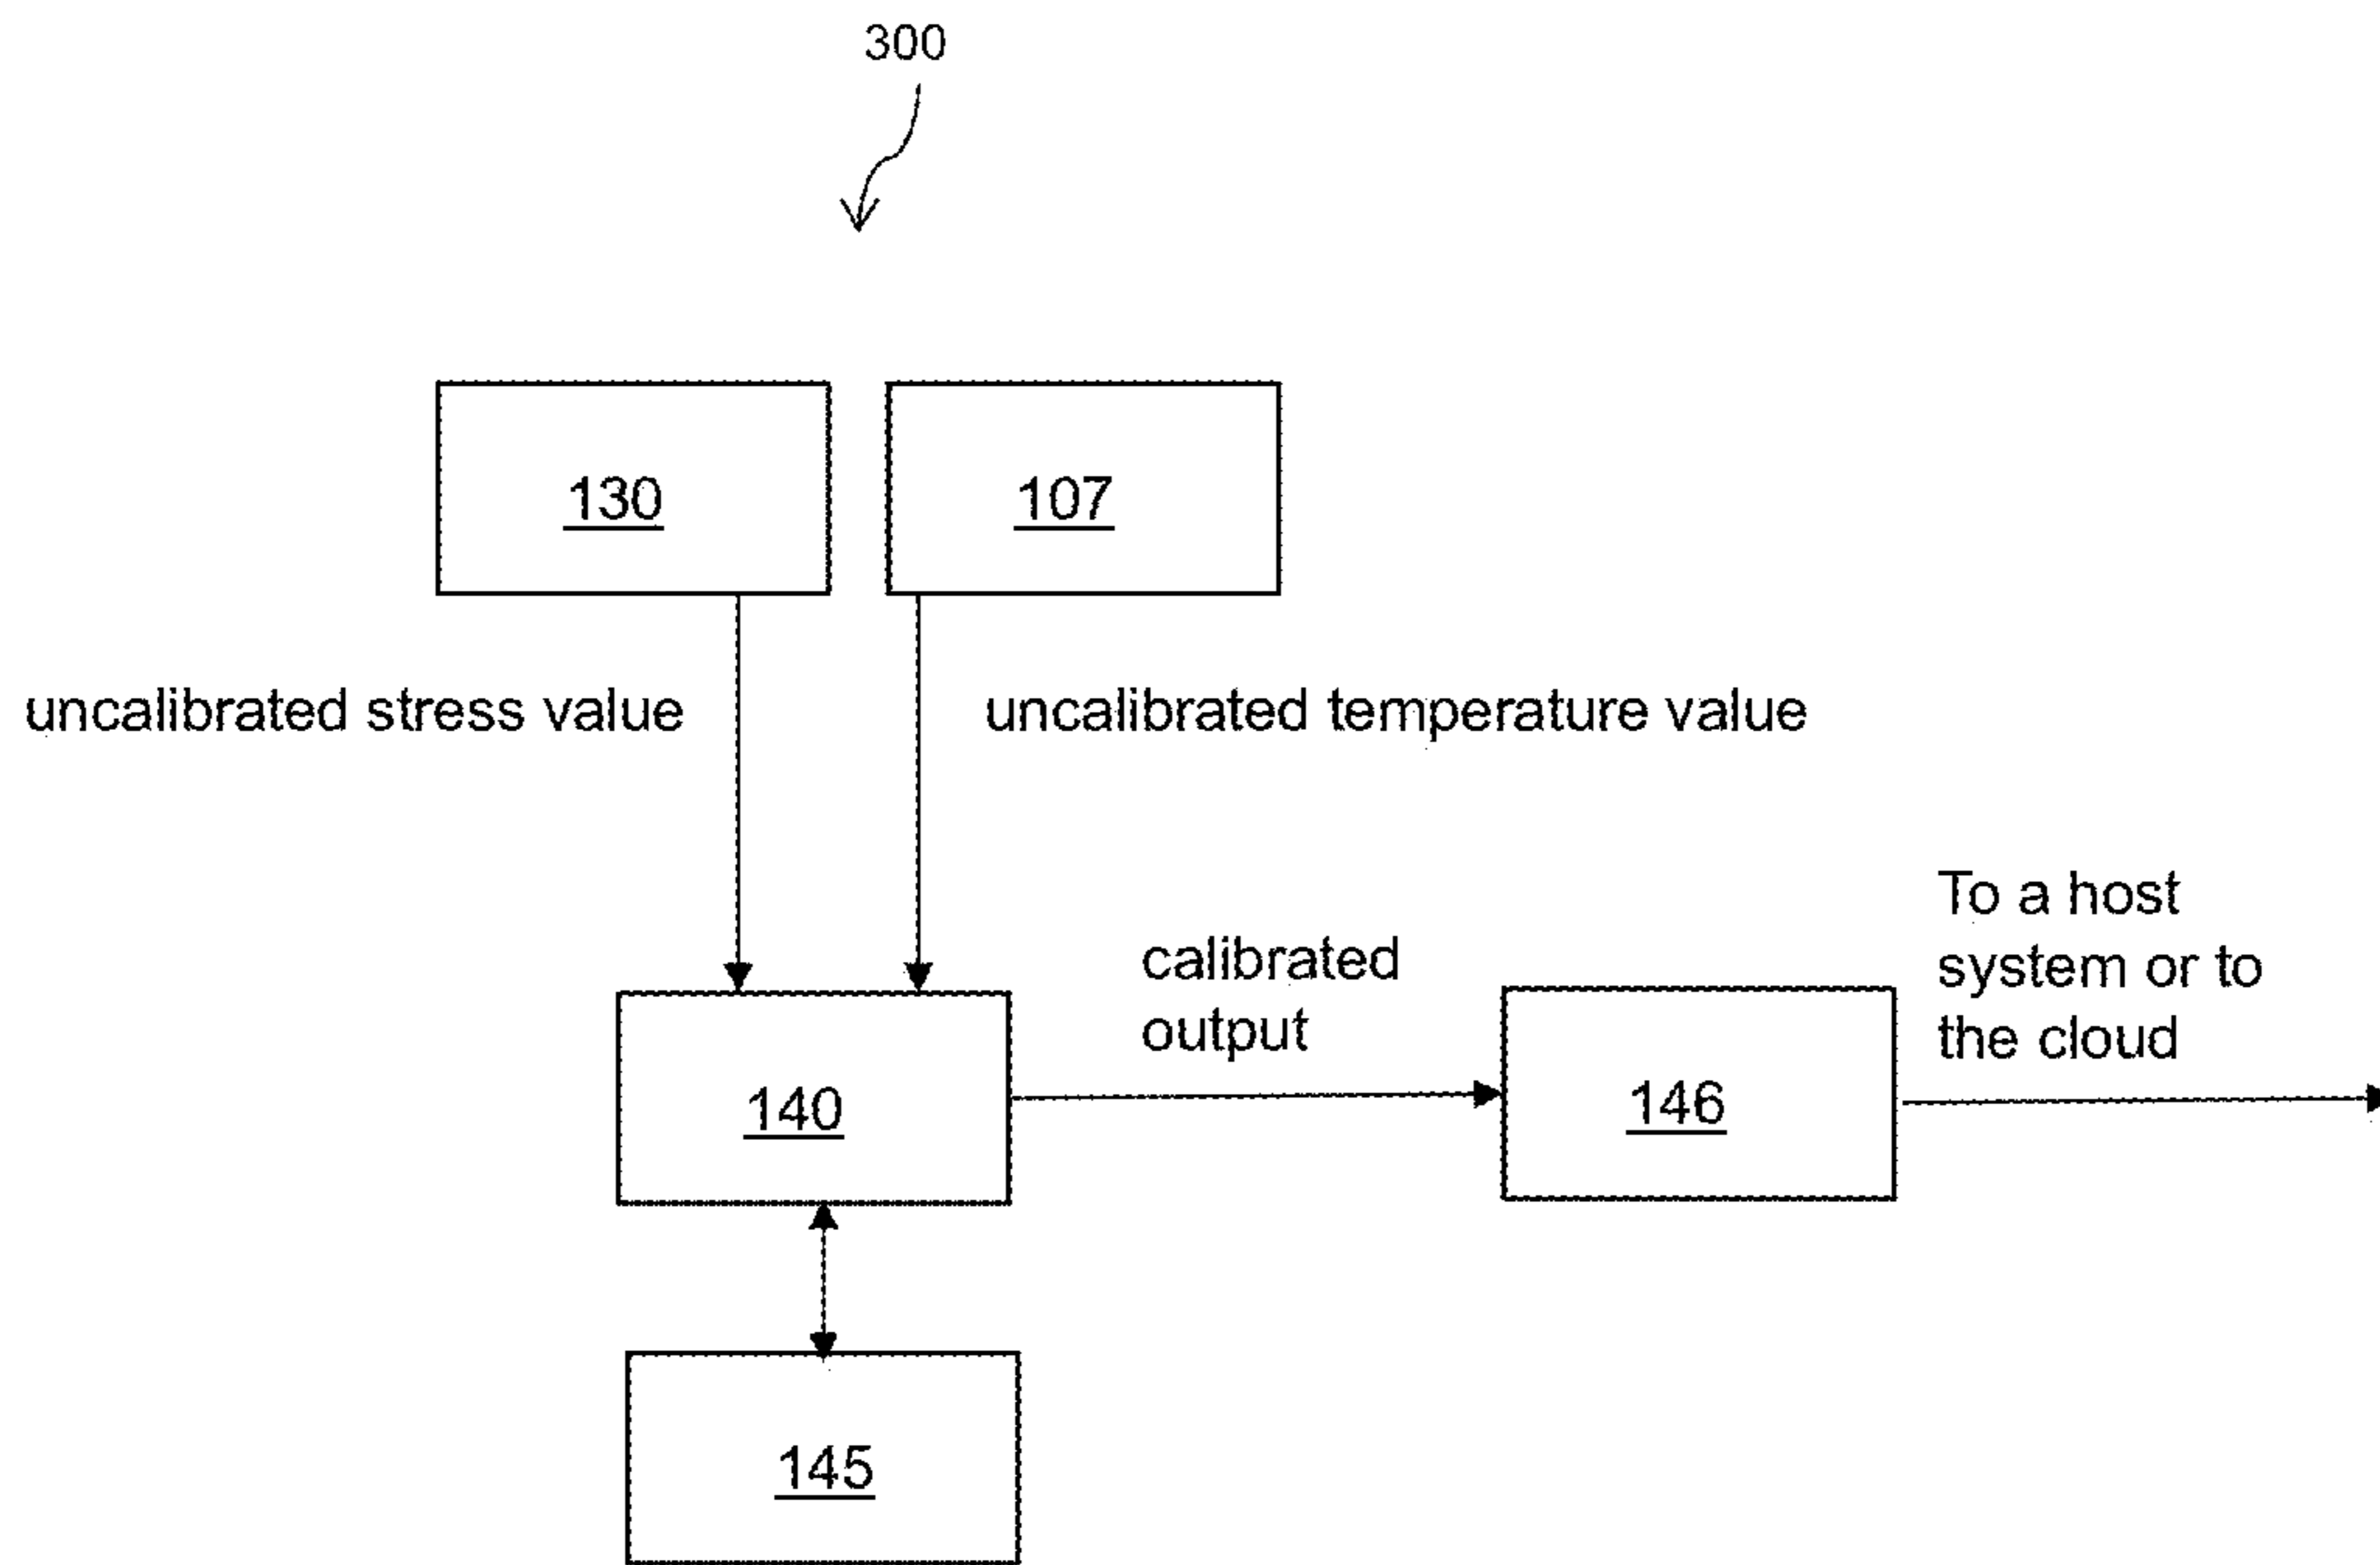 300
130
107
uncalibrated stress value
uncalibrated temperature value
To a host
system or to
the cloud
calibrated
output
140
146
145